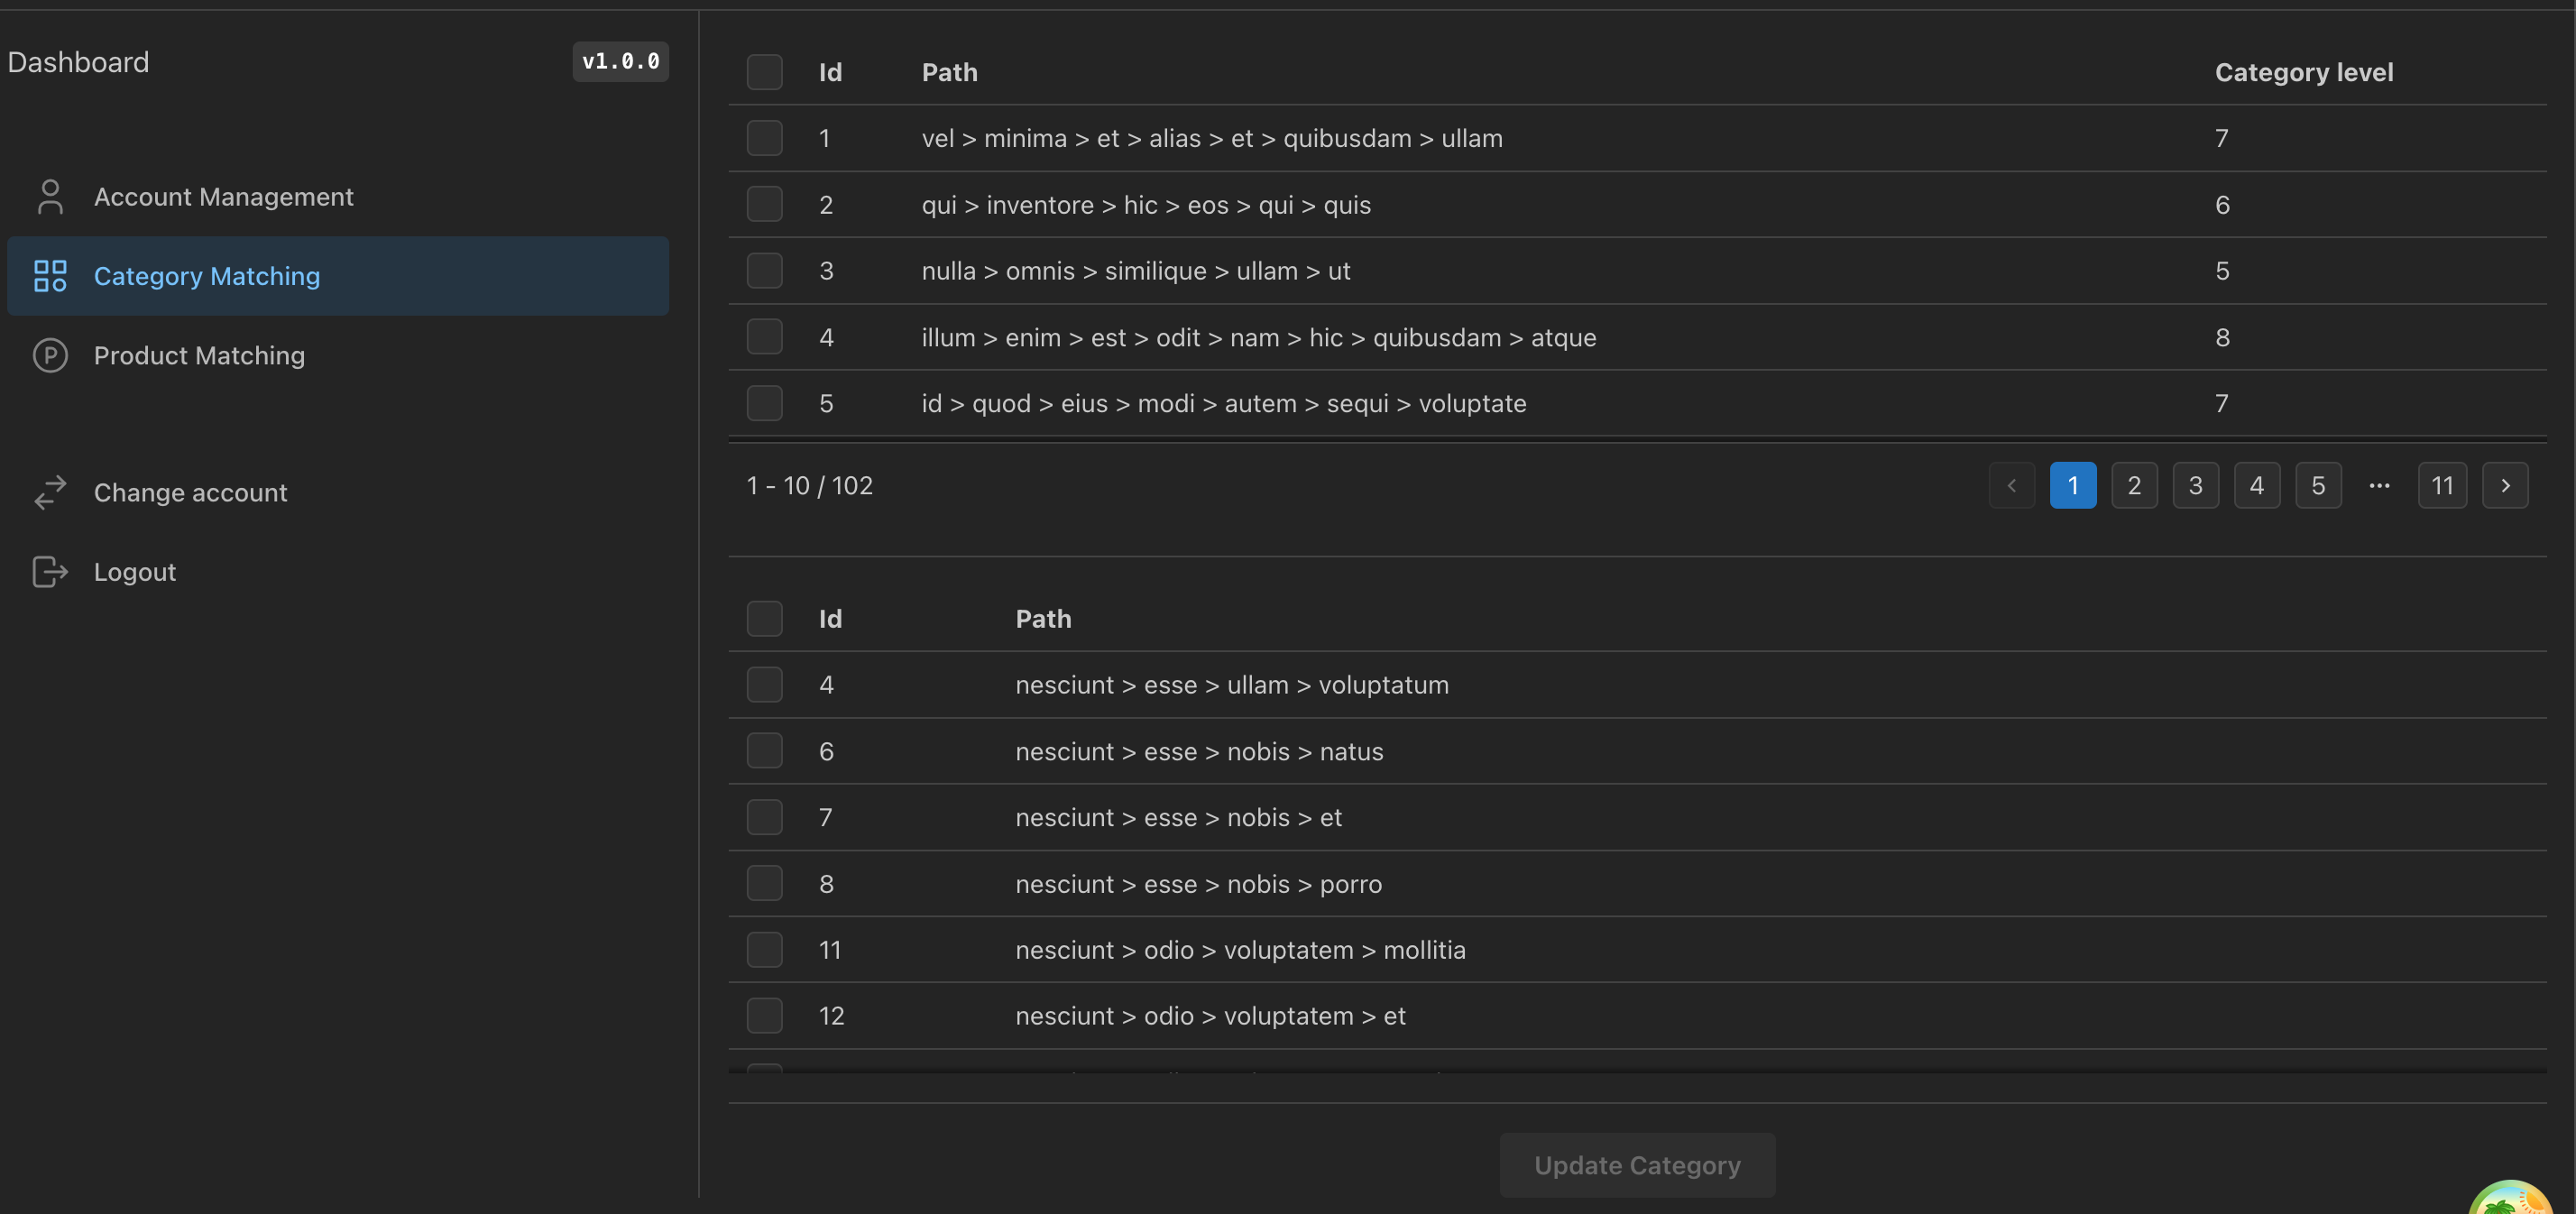 Dashboard v1.0.0
Account Management
Category Matching
Product Matching
Change account
Logout
Id Path Category level
1 vel > minima > et > alias > et > quibusdam > ullam 7
2 qui > inventore > hic > eos > qui > quis 6
3 nulla > omnis > similique > ullam > ut 5
4 illum > enim > est > odit > nam > hic > quibusdam > atque 8
5 id > quod > eius > modi > autem > sequi > voluptate 7
1 - 10 / 102 < 1 2 3 4 5 ••• 11 >
Id Path
4 nesciunt > esse > ullam > voluptatum
6 nesciunt > esse > nobis > natus
7 nesciunt > esse > nobis > et
8 nesciunt > esse > nobis > porro
11 nesciunt > odio > voluptatem > mollitia
12 nesciunt > odio > voluptatem > et
Update Category